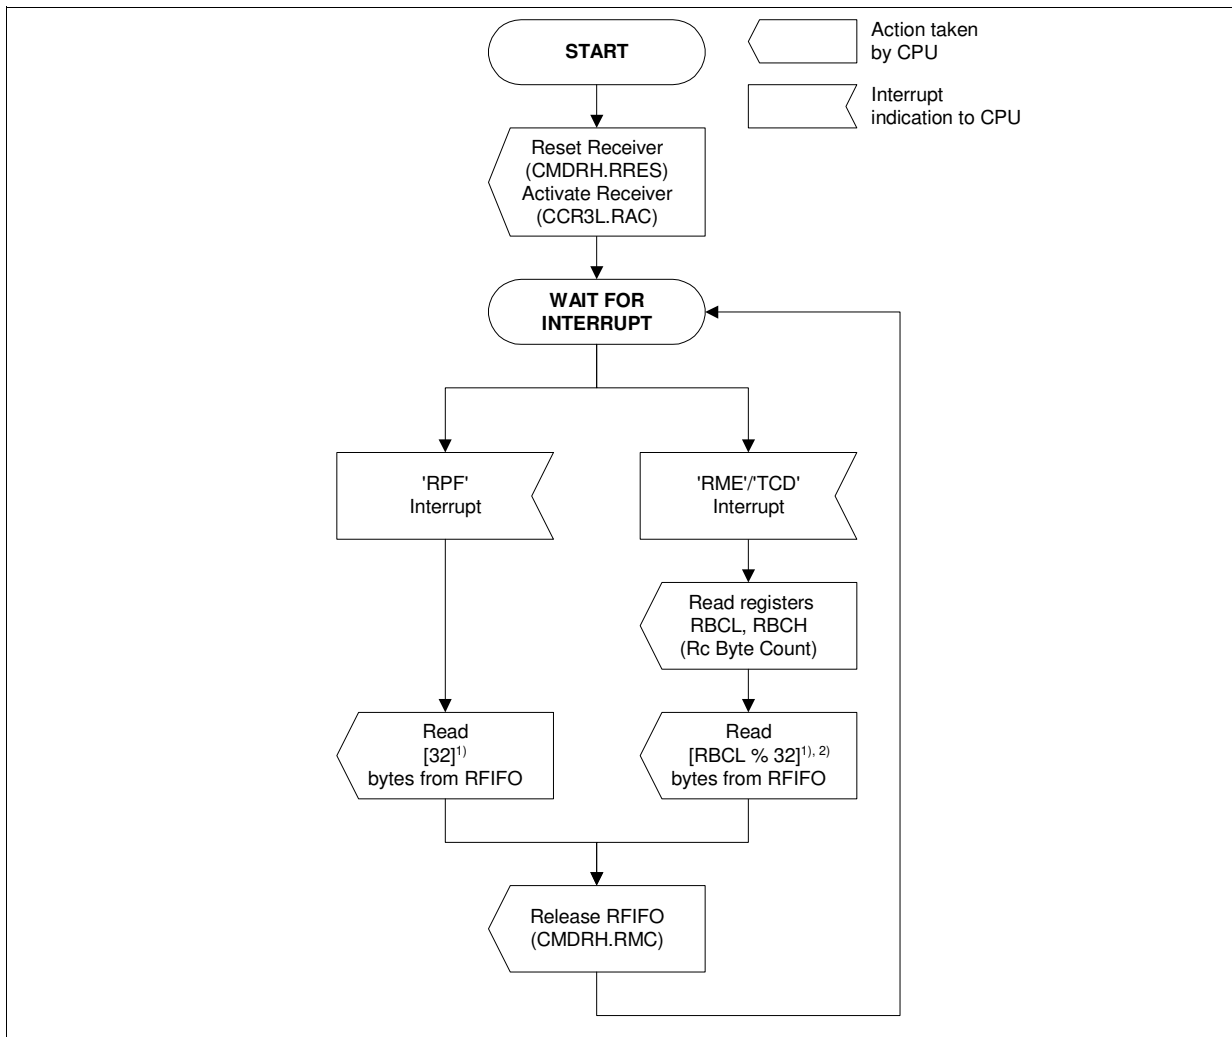 START
Action taken
by CPU
Interrupt
indication to CPU
Reset Receiver
(CMDRH.RRES)
Activate Receiver
(CCR3L.RAC)
WAIT FOR
INTERRUPT
'RPF'
Interrupt
'RME'/'TCD'
Interrupt
Read registers
RBCL, RBCH
(Rc Byte Count)
Read
[32]1)
bytes from RFIFO
Read
[RBCL % 32]1), 2)
bytes from RFIFO
Release RFIFO
(CMDRH.RMC)